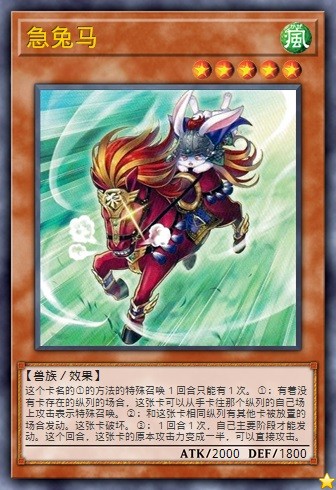 急兔马
風
【兽族／效果】
这个卡名的①的方法的特殊召唤１回合只能有１次。①：有着没
有卡存在的纵列的场合，这张卡可以从手卡往那个纵列的自己场
上攻击表示特殊召唤。②：和这张卡相同纵列有其他卡被放置的
场合发动。这张卡破坏。③：１回合１次，自己主要阶段才能发
动。这个回合，这张卡的原本攻击力变成一半，可以直接攻击。
ATK/2000 DEF/1800